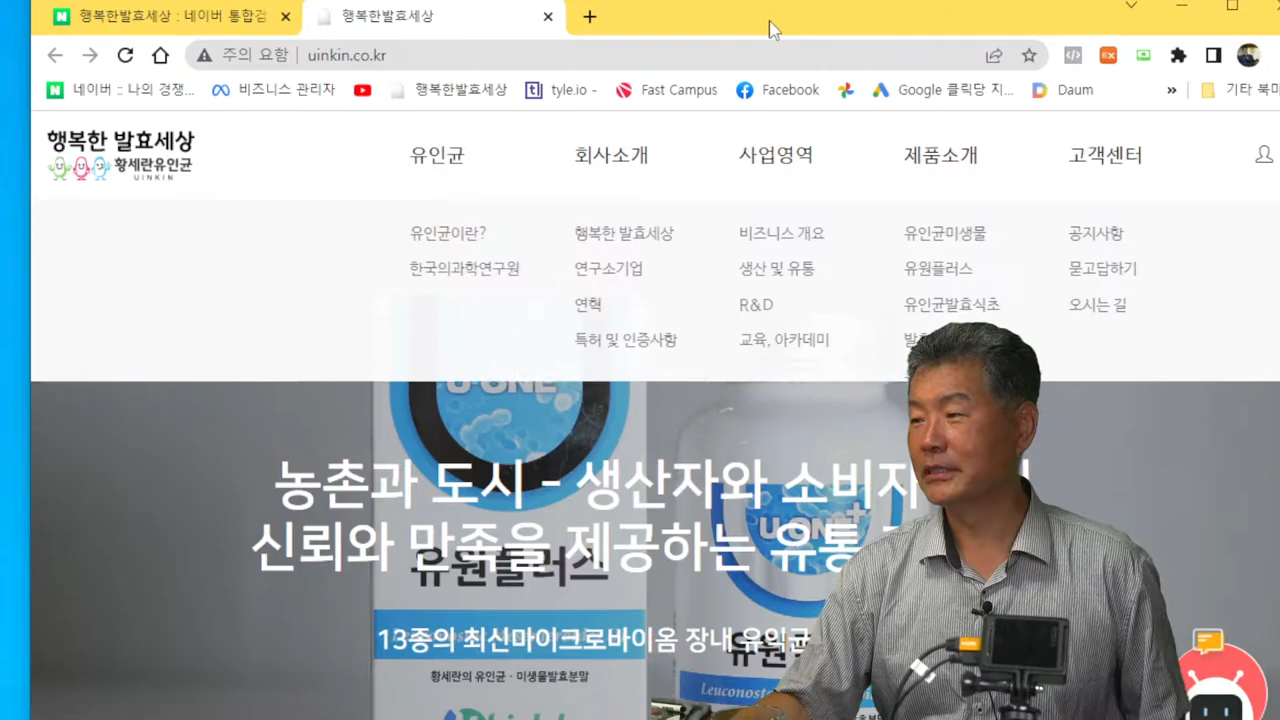 행복한발효세상 : 네이버 통합검
행복한발효세상
주의 요함
uinkin.co.kr
네이버 :: 나의 경쟁...
비즈니스 관리자
행복한발효세상
tyle.io -
Fast Campus
Facebook
Google 클릭당 지...
Daum
»
기타 북마
행복한 발효세상
황세란유인균
UINKIN
유인균
회사소개
사업영역
제품소개
고객센터
유인균이란?
행복한 발효세상
비즈니스 개요
유인균미생물
공지사항
한국의과학연구원
연구소기업
생산 및 유통
유원플러스
묻고답하기
연혁
R&D
유인균발효식초
오시는 길
특허 및 인증사항
교육, 아카데미
U-ONE+
농촌과 도시 - 생산자와 소비자
신뢰와 만족을 제공하는 유통
U-ONE+
유원플러스
13종의 최신마이크로바이옴 장내 유익균
황세란의 유인균 · 미생물발효분말
Leuconosto